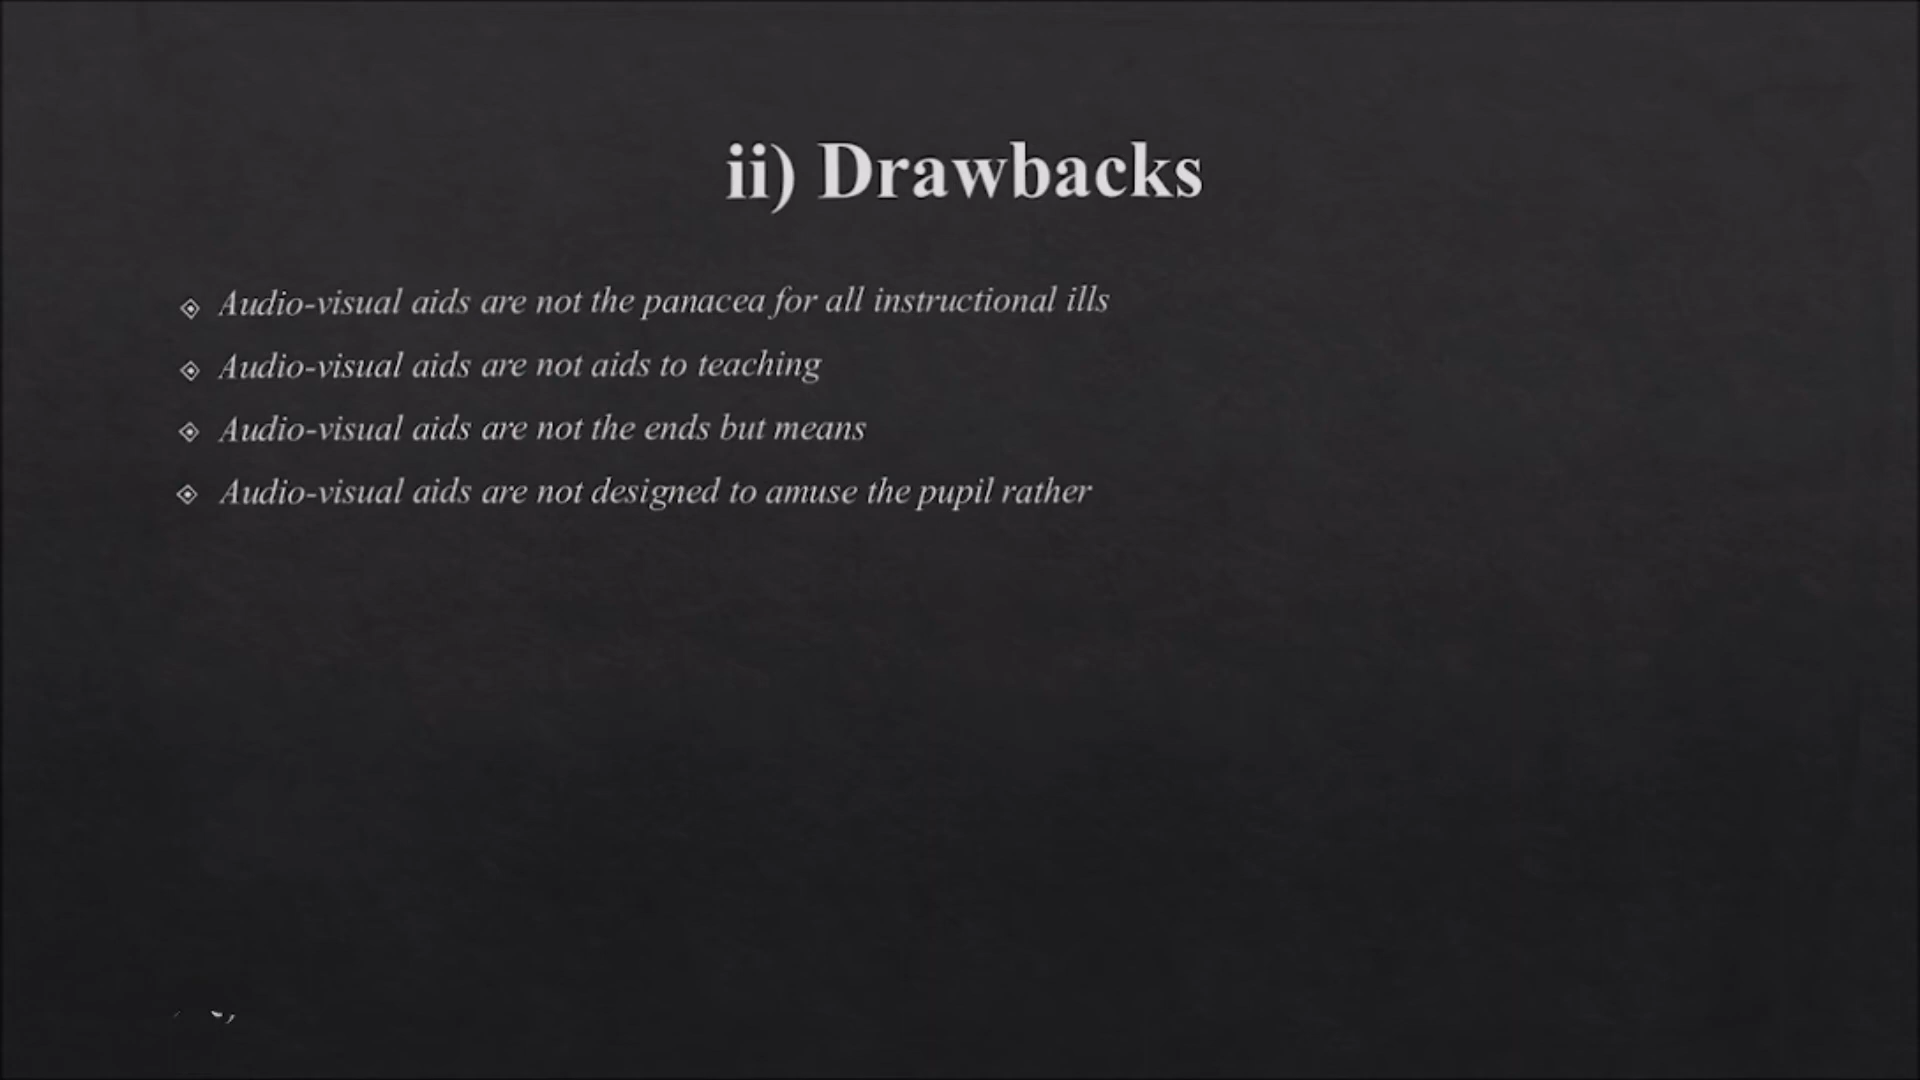 ii) Drawbacks
Audio-visual aids are not the panacea for all instructional ills
Audio-visual aids are not aids to teaching
Audio-visual aids are not the ends but means
Audio-visual aids are not designed to amuse the pupil rather